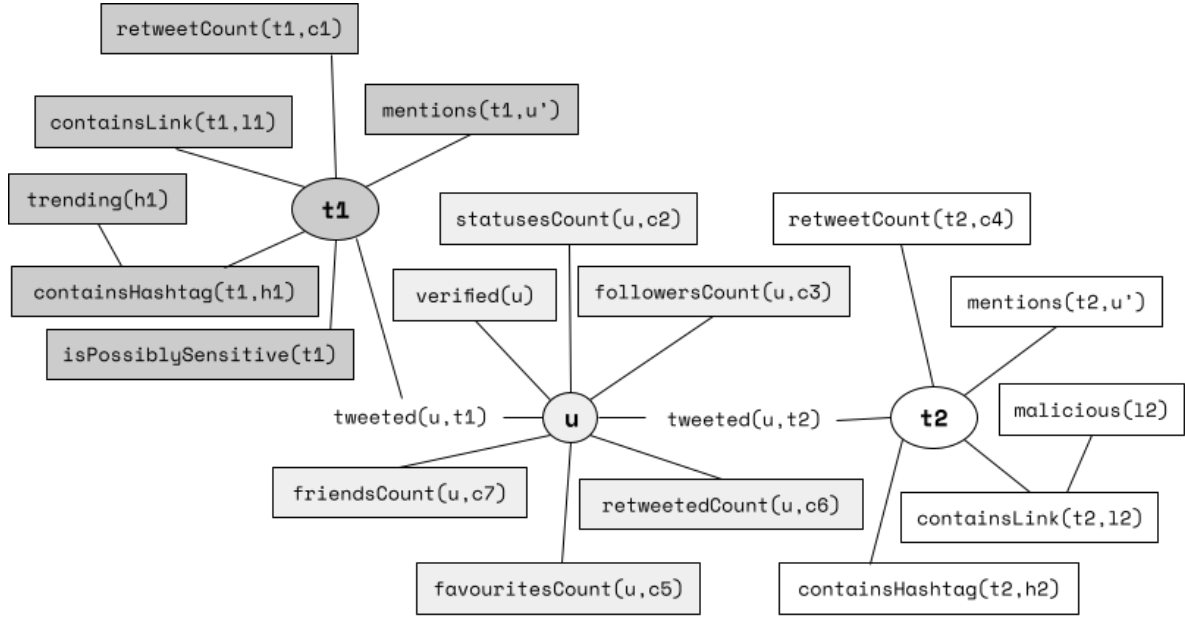 retweetCount(t1,c1)
mentions(t1,u')
containsLink(t1,l1)
trending(h1)
t1
statusesCount(u,c2)
retweetCount(t2,c4)
containsHashtag(t1,h1)
verified(u)
followersCount(u,c3)
mentions(t2,u')
isPossiblySensitive(t1)
malicious(l2)
tweeted(u,t1)
u
tweeted(u,t2)
t2
friendsCount(u,c7)
retweetedCount(u,c6)
containsLink(t2,l2)
favouritesCount(u,c5)
containsHashtag(t2,h2)